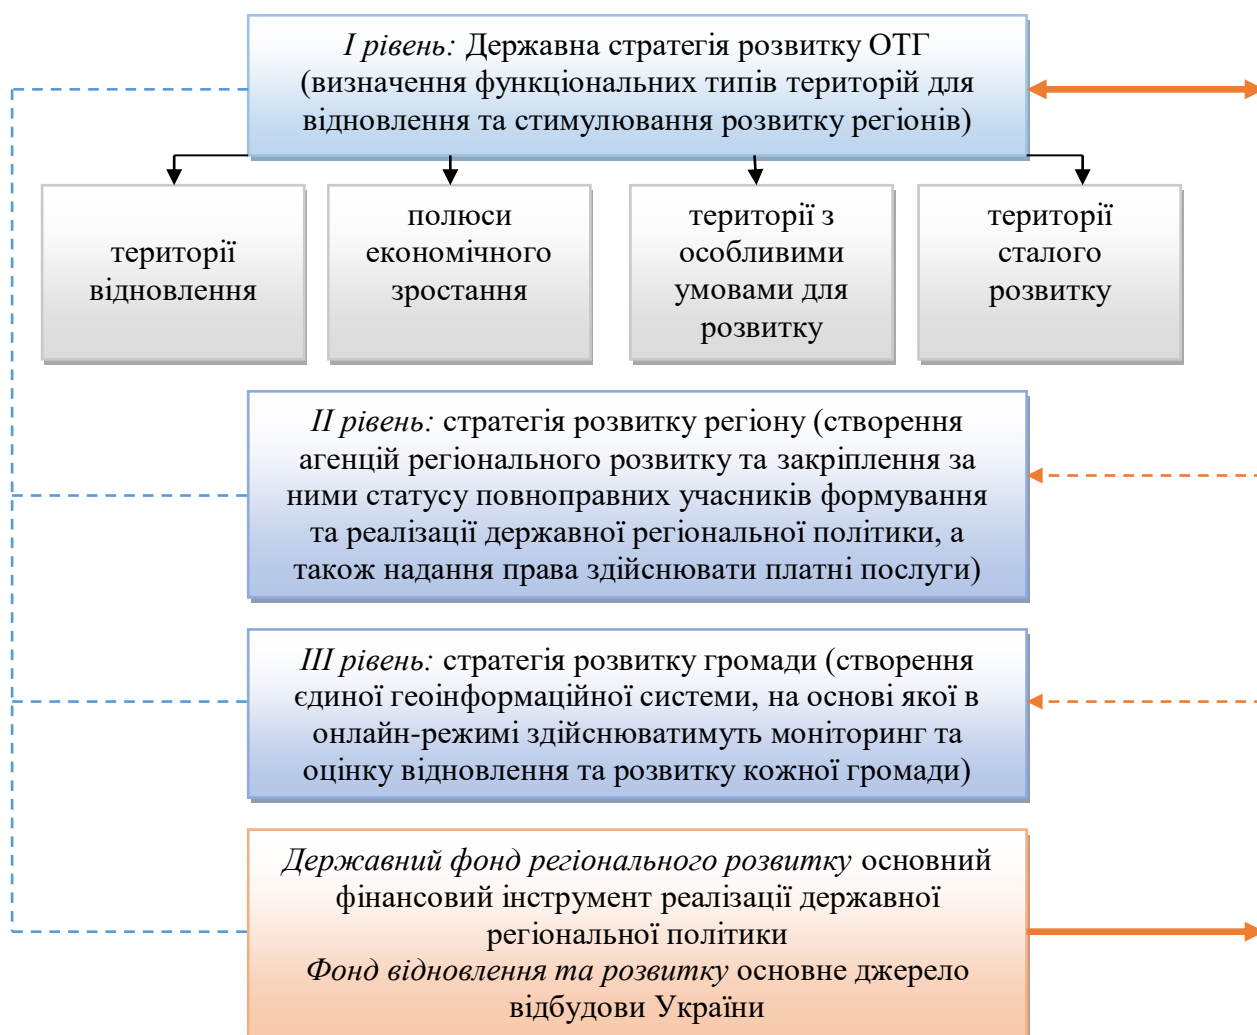 І рівень: Державна стратегія розвитку ОТГ
(визначення функціональних типів територій для
відновлення та стимулювання розвитку регіонів)
території
відновлення
полюси
економічного
зростання
території з
особливими
умовами для
розвитку
території
сталого
розвитку
ІІ рівень: стратегія розвитку регіону (створення
агенцій регіонального розвитку та закріплення за
ними статусу повноправних учасників формування
та реалізації державної регіональної політики, а
також надання права здійснювати платні послуги)
ІІІ рівень: стратегія розвитку громади (створення
єдиної геоінформаційної системи, на основі якої в
онлайн-режимі здійснюватимуть моніторинг та
оцінку відновлення та розвитку кожної громади)
Державний фонд регіонального розвитку основний
фінансовий інструмент реалізації державної
регіональної політики
Фонд відновлення та розвитку основне джерело
відбудови України